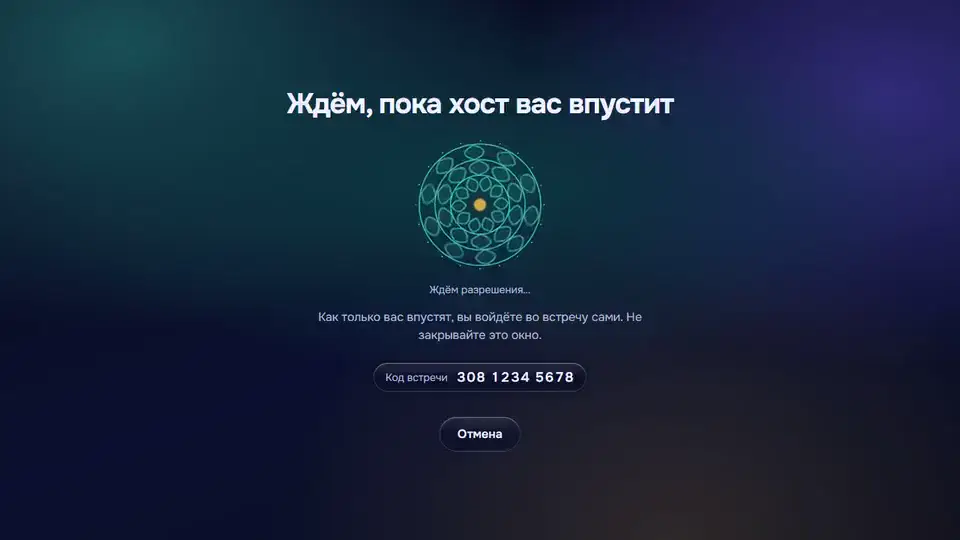 Ждём, пока хост вас впустит
Ждём разрешения...
Как только вас впустят, вы войдёте во встречу сами. Не
закрывайте это окно.
Код встречи 308 1234 5678
Отмена